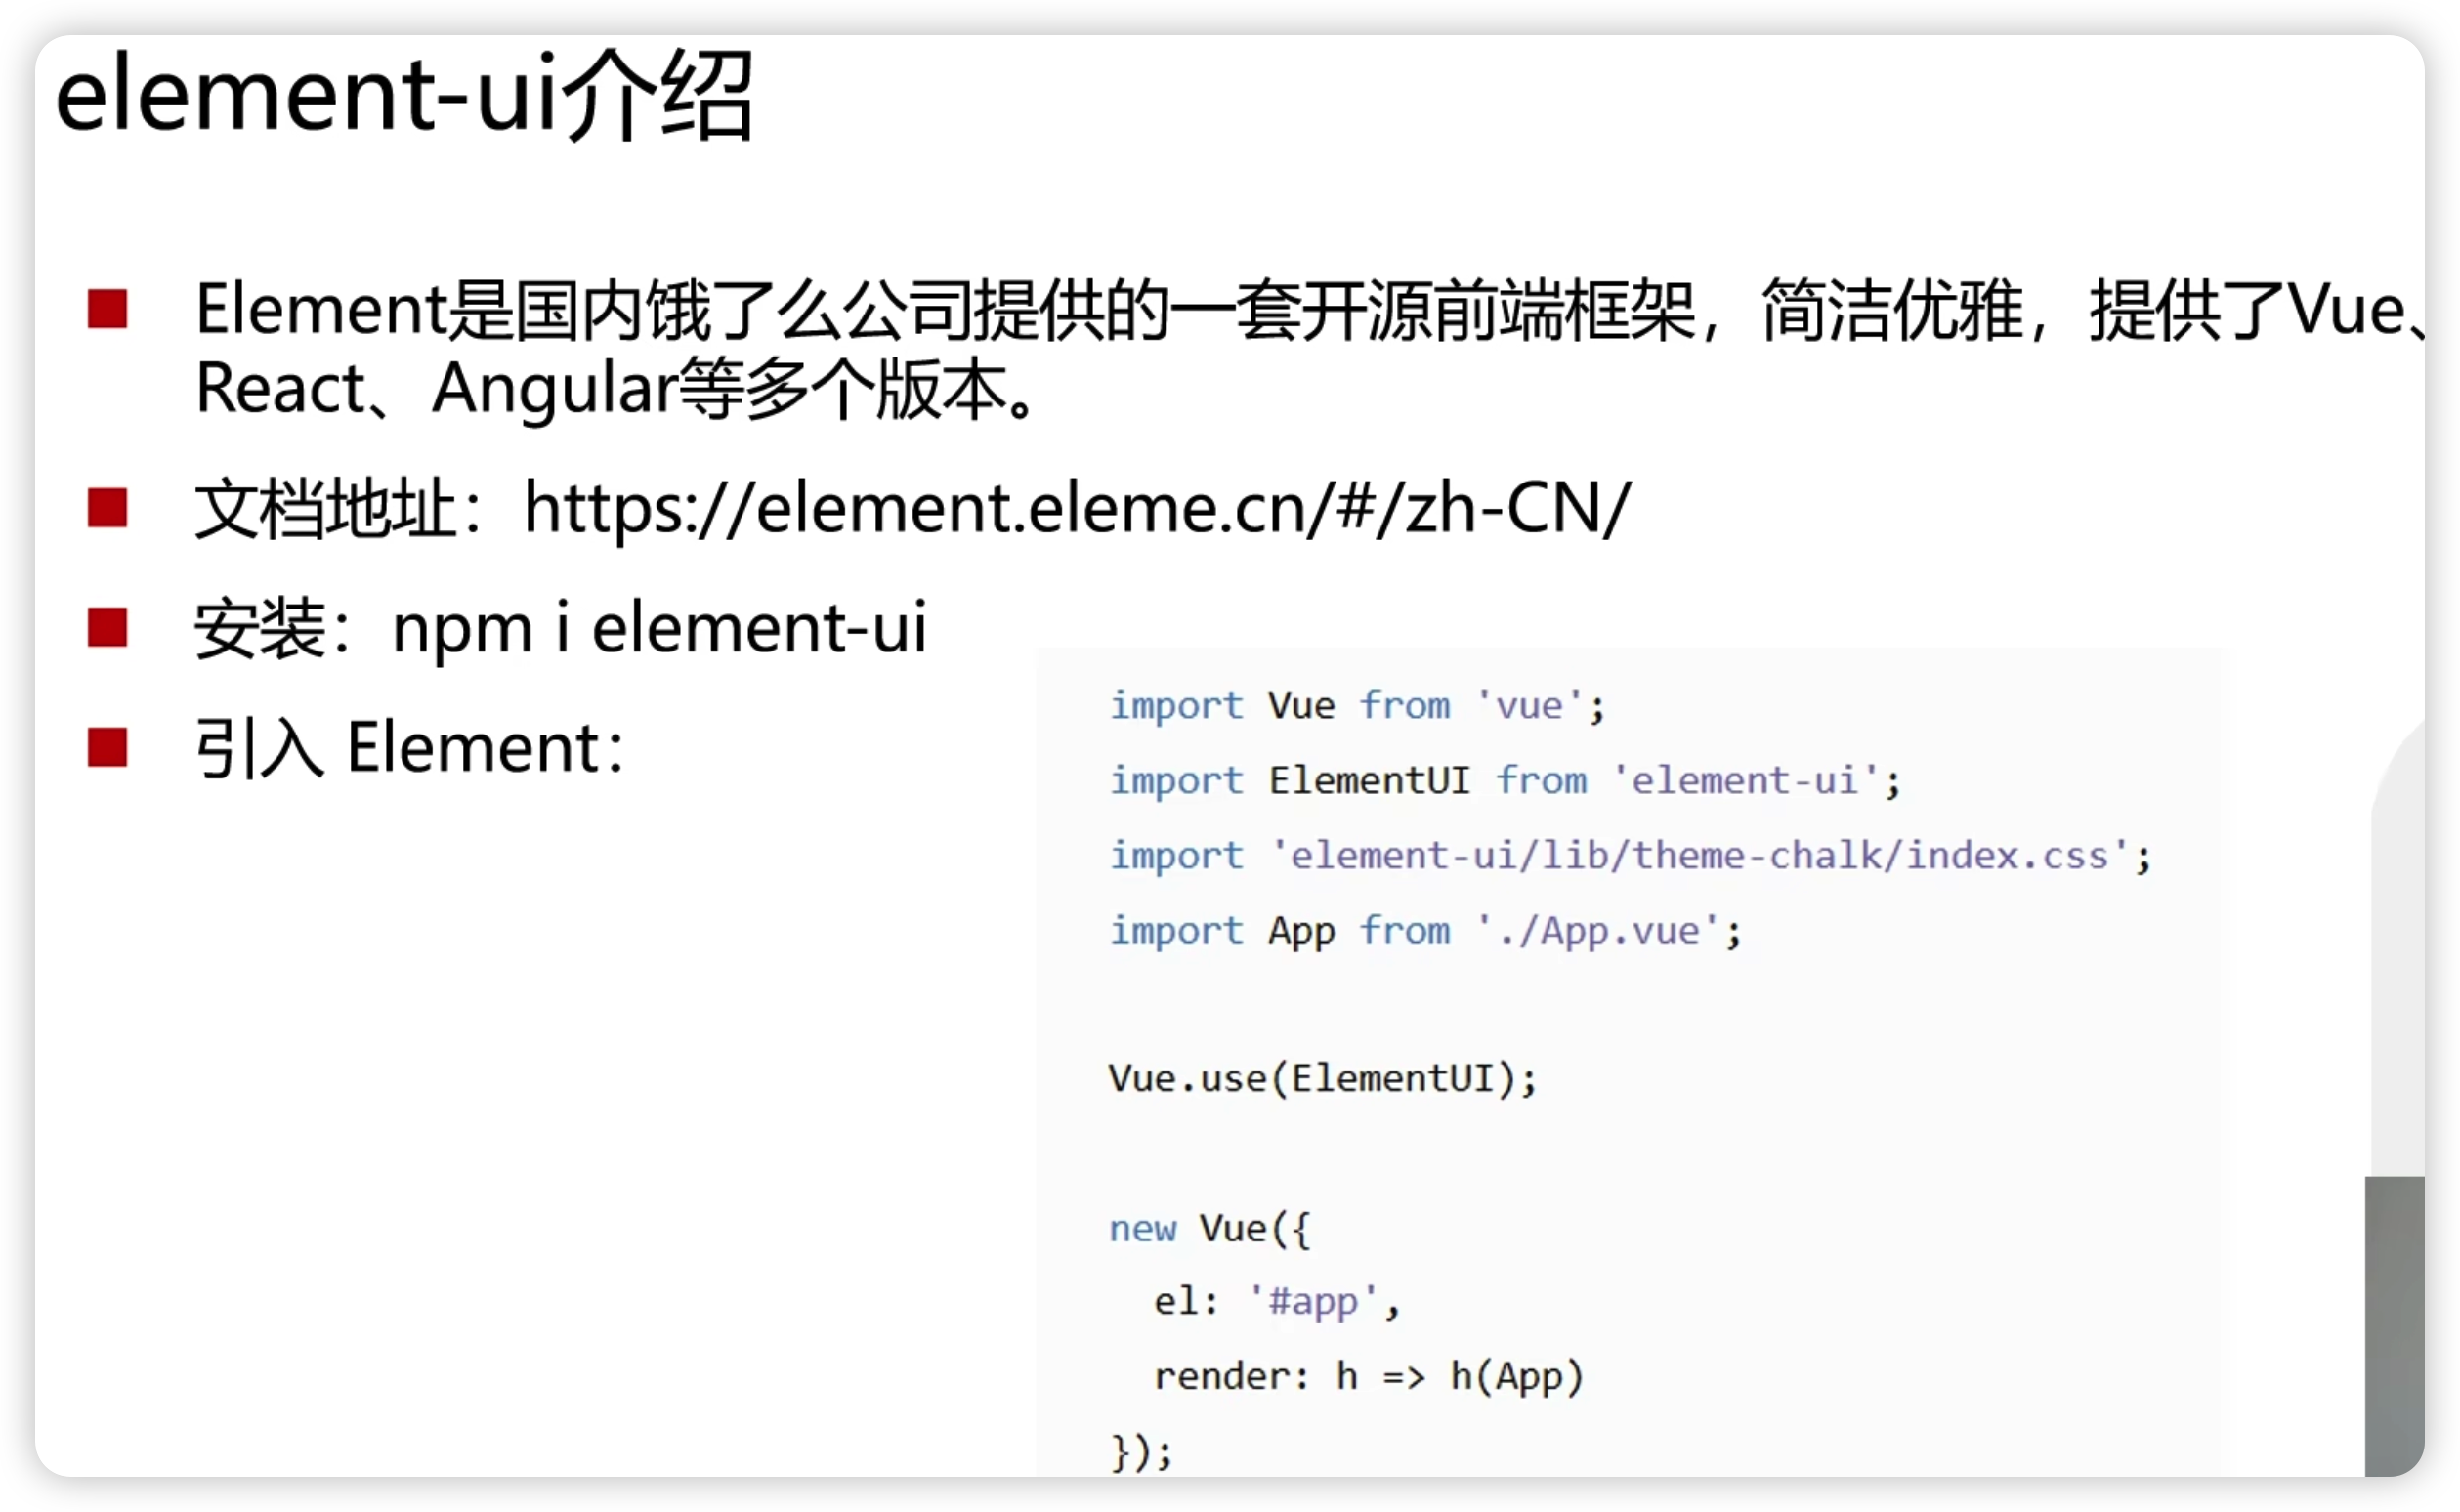 element-ui介绍
Element是国内饿了么公司提供的一套开源前端框架，简洁优雅，提供了Vue、
React、Angular等多个版本。
文档地址：https://element.eleme.cn/#/zh-CN/
安装：npm i element-ui
引入 Element：
import Vue from 'vue';
import ElementUI from 'element-ui';
import 'element-ui/lib/theme-chalk/index.css';
import App from './App.vue';
Vue.use(ElementUI);
new Vue({
  el: '#app',
  render: h => h(App)
});